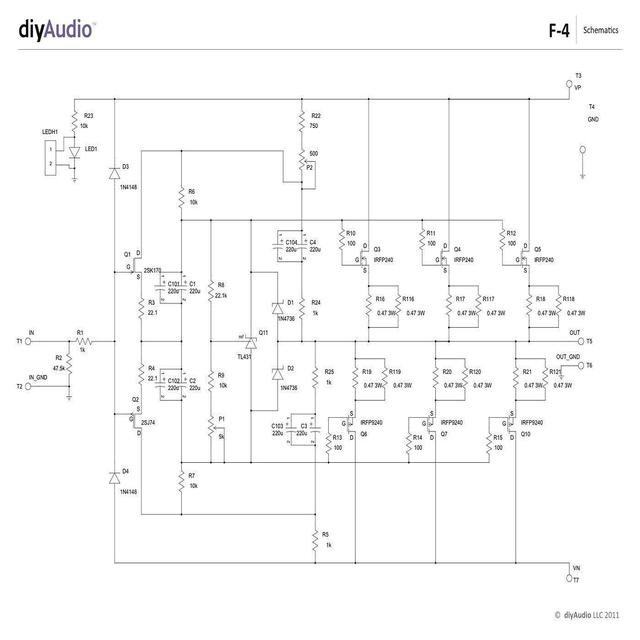 diyAudio™
F-4 Schematics
T3
VP
T4
GND
R23
10k
LEDH1
1
2
LED1
R22
750
500
P2
D3
1N4148
R6
10k
Q1
D
G
S
2SK170
R3
22.1
C101
220u
C1
220u
R8
22.1k
C104
220u
C4
220u
R10
100
Q3
IRFP240
R11
100
Q4
IRFP240
R12
100
Q5
IRFP240
D1
1N4736
R24
1k
R16
0.47 3W
R116
0.47 3W
R17
0.47 3W
R117
0.47 3W
R18
0.47 3W
R118
0.47 3W
IN
T1
R1
1k
R2
47.5k
IN_GND
T2
ref
Q11
TL431
OUT
T5
OUT_GND
T6
R4
22.1
C102
220u
C2
220u
R9
10k
D2
1N4736
R25
1k
R19
0.47 3W
R119
0.47 3W
R20
0.47 3W
R120
0.47 3W
R21
0.47 3W
R121
0.47 3W
Q2
S
G
D
2SJ74
P1
5k
C103
220u
C3
220u
R13
100
IRFP9240
Q6
R14
100
IRFP9240
Q7
R15
100
IRFP9240
Q10
D4
1N4148
R7
10k
R5
1k
VN
T7
© diyAudio LLC 2011